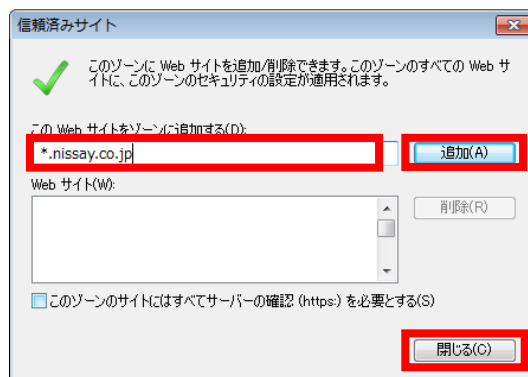 信頼済みサイト
このゾーンに Web サイトを追加/削除できます。このゾーンのすべての Web サ
イトに、このゾーンのセキュリティの設定が適用されます。
この Web サイトをゾーンに追加する(D):
*.nissay.co.jp
追加(A)
Web サイト(W):
削除(R)
このゾーンのサイトにはすべてサーバーの確認 (https:) を必要とする(S)
閉じる(C)